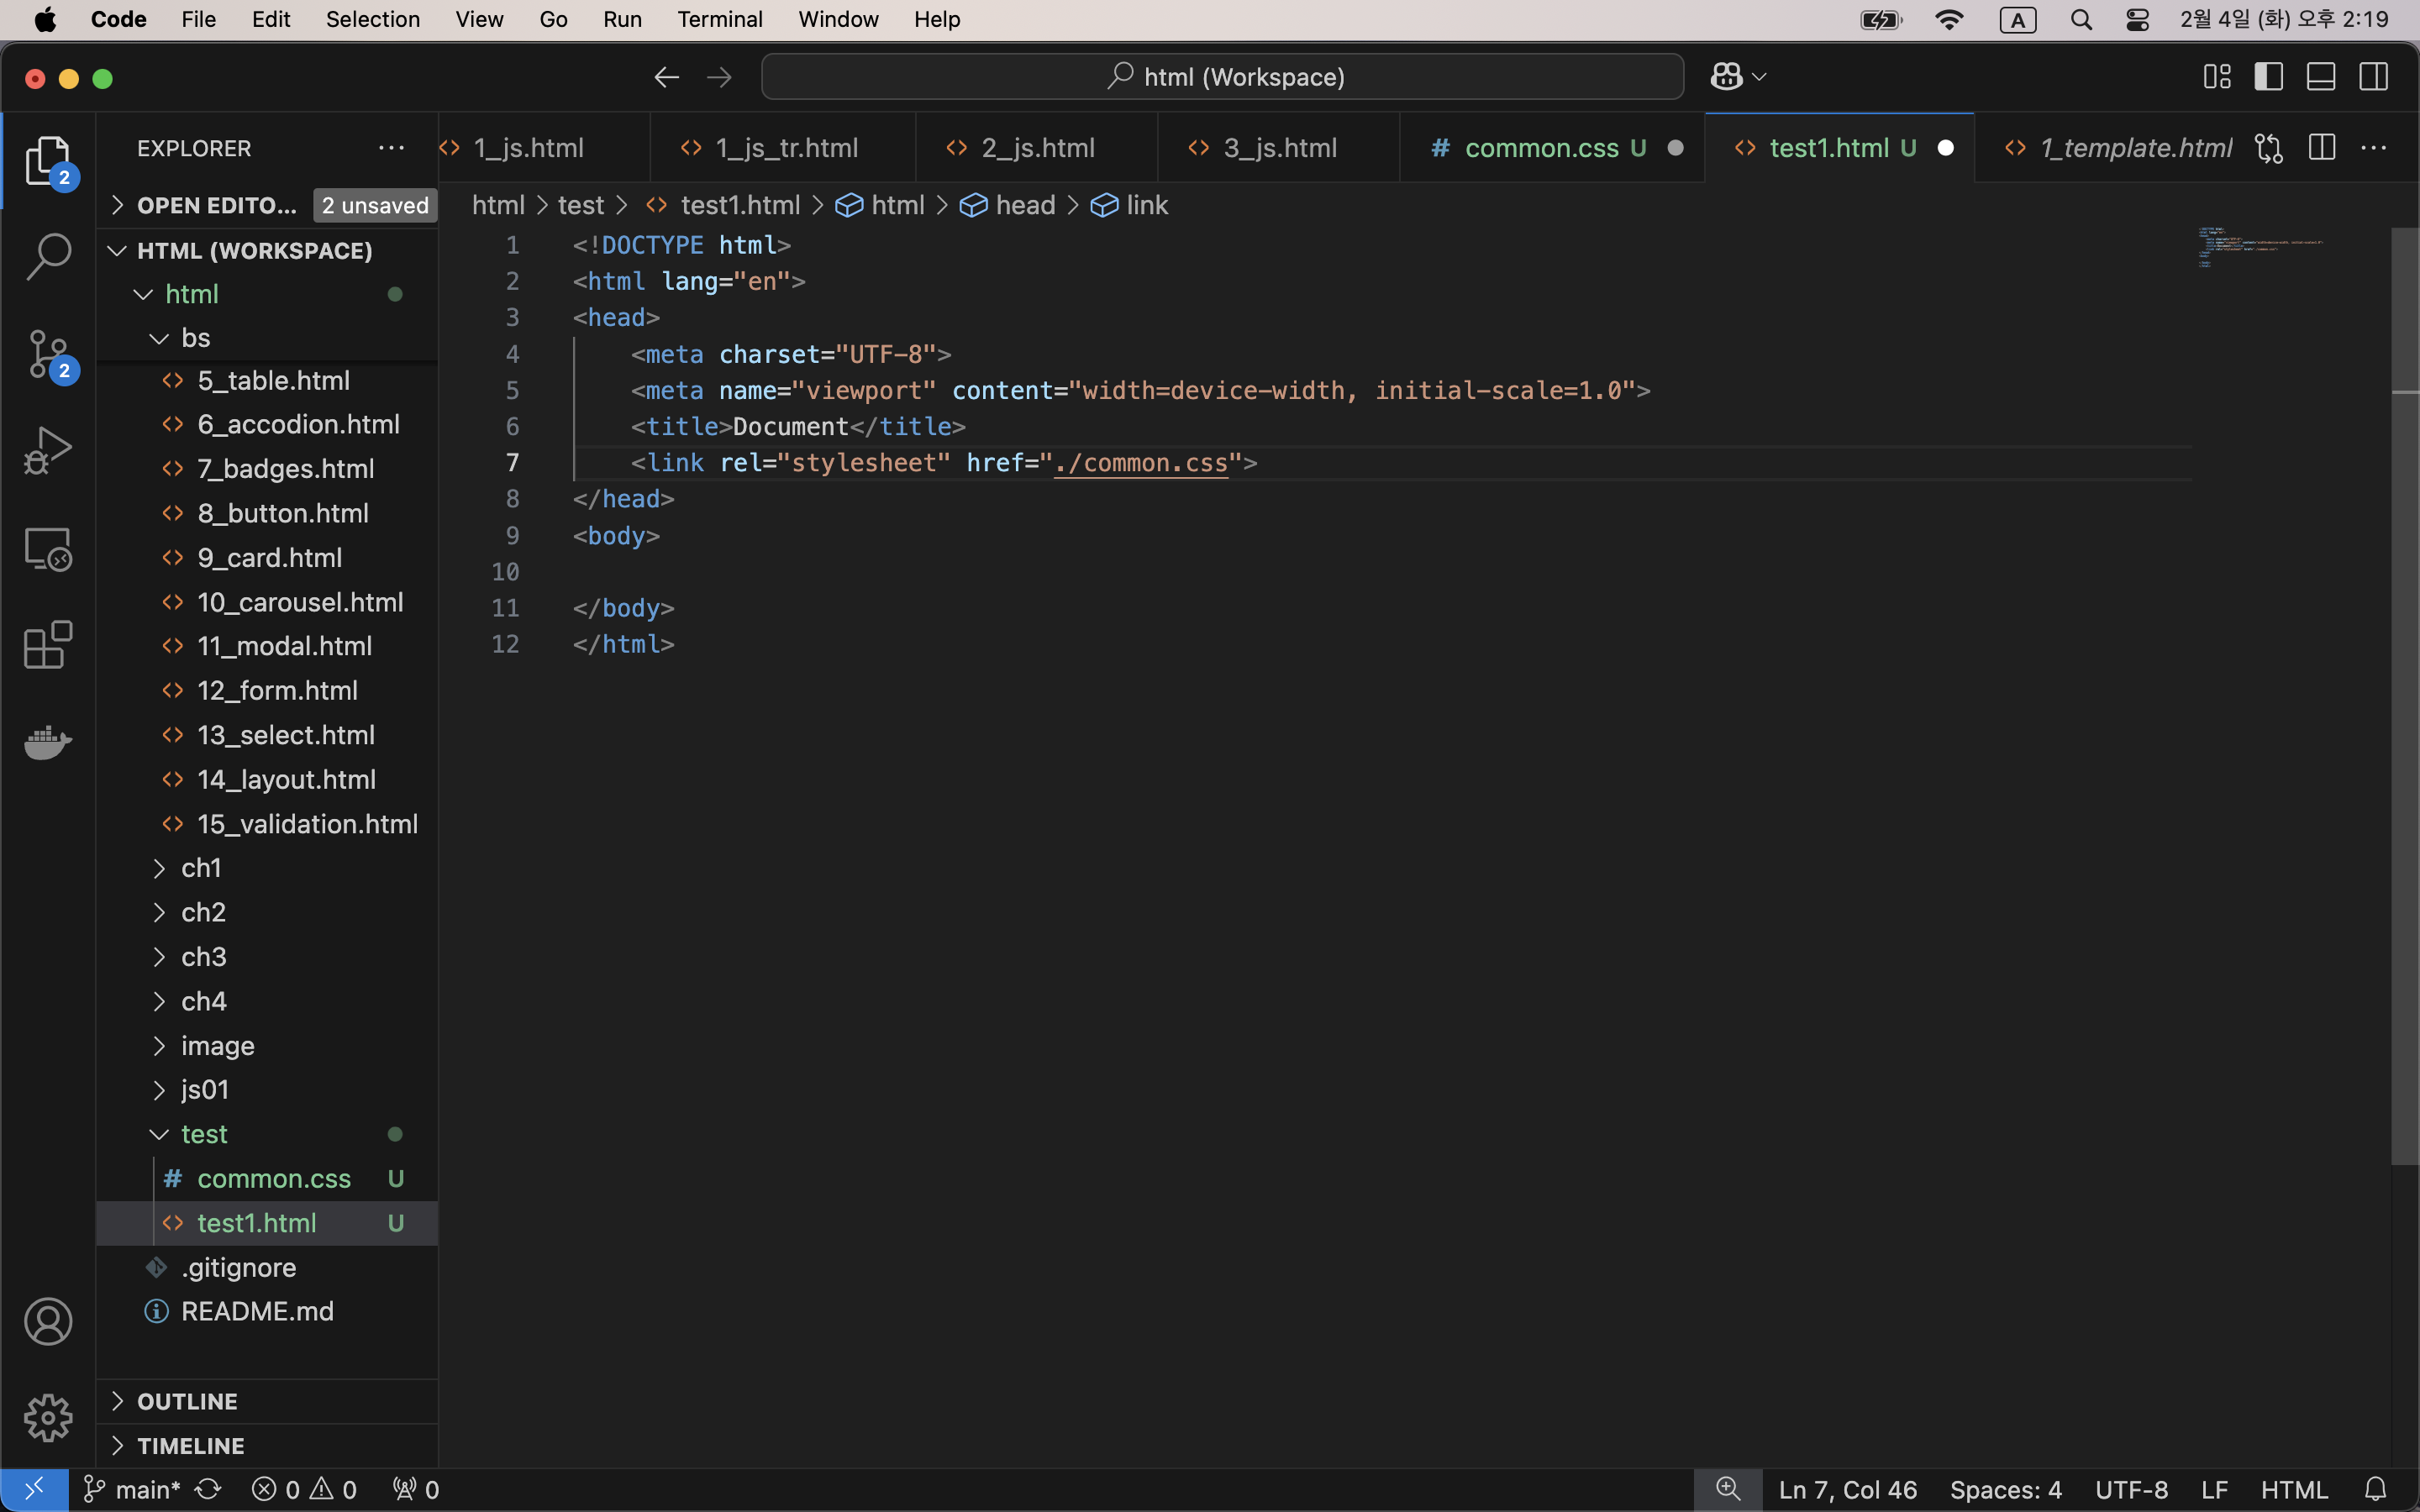 Code File Edit Selection View Go Run Terminal Window Help A 2월 4일 (화) 오후 2:19
html (Workspace)
EXPLORER
OPEN EDITO... 2 unsaved
HTML (WORKSPACE)
html
bs
5_table.html
6_accodion.html
7_badges.html
8_button.html
9_card.html
10_carousel.html
11_modal.html
12_form.html
13_select.html
14_layout.html
15_validation.html
ch1
ch2
ch3
ch4
image
js01
test
# common.css U
test1.html U
.gitignore
README.md
OUTLINE
TIMELINE
2
2
1_js.html 1_js_tr.html 2_js.html 3_js.html # common.css U test1.html U 1_template.html
html > test > test1.html > html > head > link
1 <!DOCTYPE html>
2 <html lang="en">
3 <head>
4 <meta charset="UTF-8">
5 <meta name="viewport" content="width=device-width, initial-scale=1.0">
6 <title>Document</title>
7 <link rel="stylesheet" href="./common.css">
8 </head>
9 <body>
10
11 </body>
12 </html>
main* 0 0 0 Ln 7, Col 46 Spaces: 4 UTF-8 LF HTML